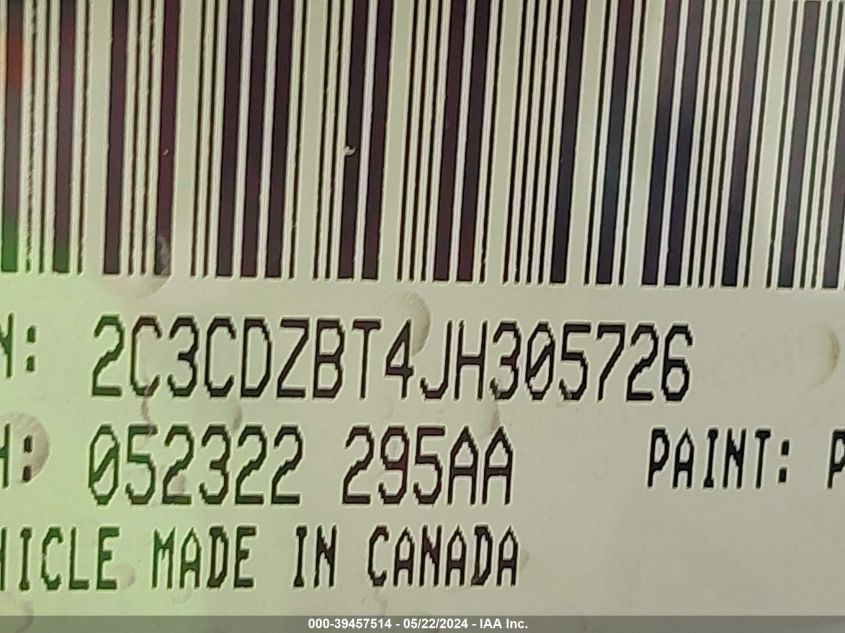 N: 2C3CDZBT4JH305726
H: 052322 295AA PAINT: P
HICLE MADE IN CANADA
000-39457514 - 05/22/2024 - IAA Inc.